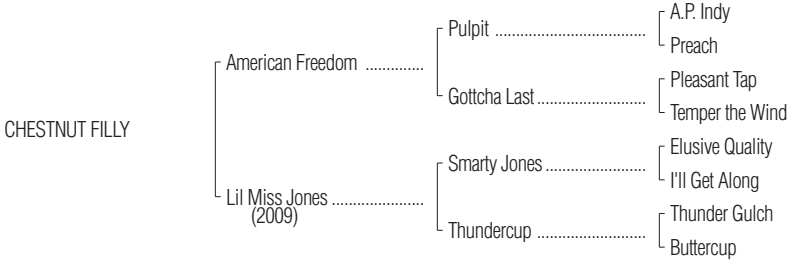 A.P. Indy
Pulpit ....................................
Preach
American Freedom ..............
Pleasant Tap
Gottcha Last ..........................
Temper the Wind
CHESTNUT FILLY
Elusive Quality
Smarty Jones ........................
I'll Get Along
Lil Miss Jones ......................
(2009)
Thunder Gulch
Thundercup ..........................
Buttercup